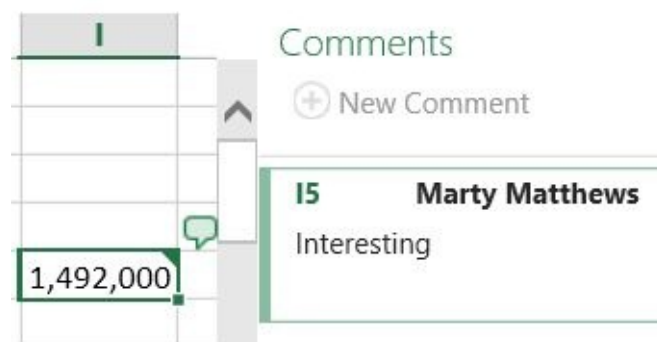 I
Comments
New Comment
I5 Marty Matthews
Interesting
1,492,000